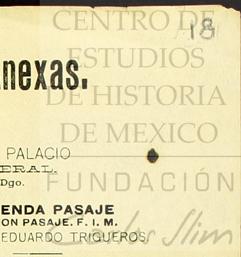 CENTRO DE
18
ESTUDIOS
nexas.
DE HISTORIA
DE MEXICO
PALACIO
ERAL.
Dgo.
FUNDACIÓN
ENDA PASAJE
ON PASAJE. F. I. M.
EDUARDO TRIGUEROS.
Carlos Slim